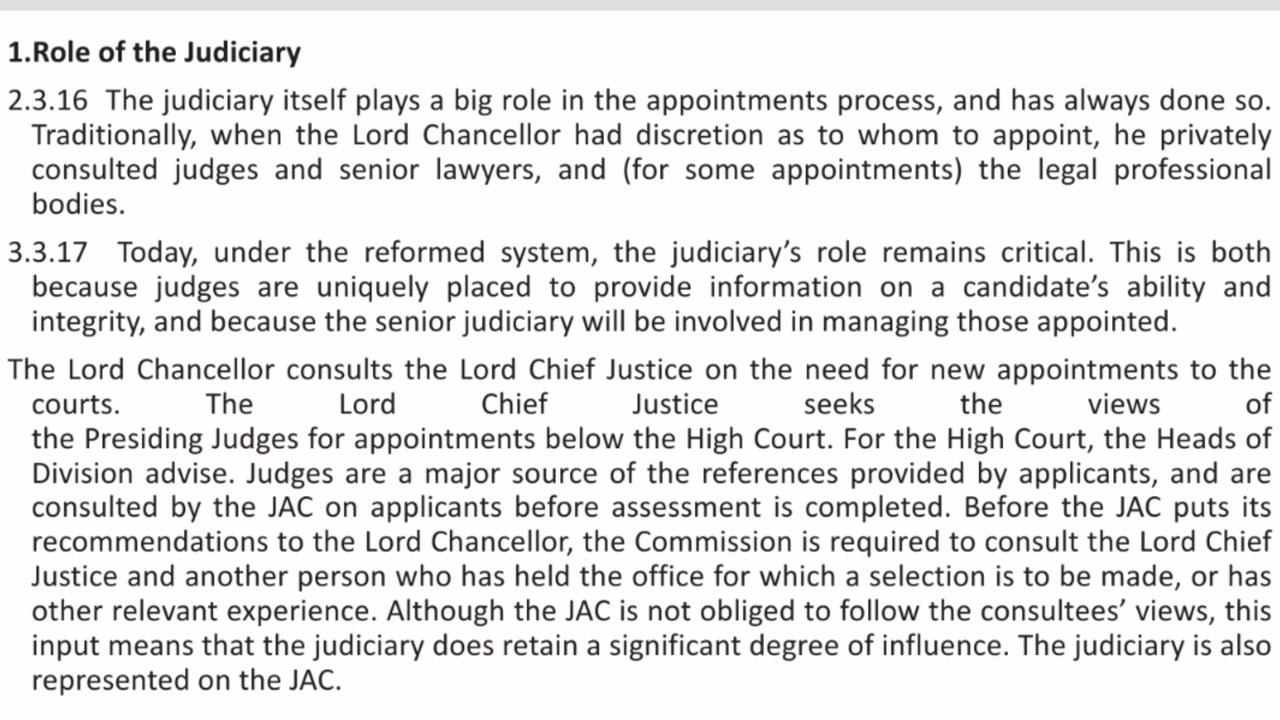 1.Role of the Judiciary
2.3.16 The judiciary itself plays a big role in the appointments process, and has always done so.
Traditionally, when the Lord Chancellor had discretion as to whom to appoint, he privately
consulted judges and senior lawyers, and (for some appointments) the legal professional
bodies.
3.3.17 Today, under the reformed system, the judiciary’s role remains critical. This is both
because judges are uniquely placed to provide information on a candidate’s ability and
integrity, and because the senior judiciary will be involved in managing those appointed.
The Lord Chancellor consults the Lord Chief Justice on the need for new appointments to the
courts. The Lord Chief Justice seeks the views of
the Presiding Judges for appointments below the High Court. For the High Court, the Heads of
Division advise. Judges are a major source of the references provided by applicants, and are
consulted by the JAC on applicants before assessment is completed. Before the JAC puts its
recommendations to the Lord Chancellor, the Commission is required to consult the Lord Chief
Justice and another person who has held the office for which a selection is to be made, or has
other relevant experience. Although the JAC is not obliged to follow the consultees’ views, this
input means that the judiciary does retain a significant degree of influence. The judiciary is also
represented on the JAC.